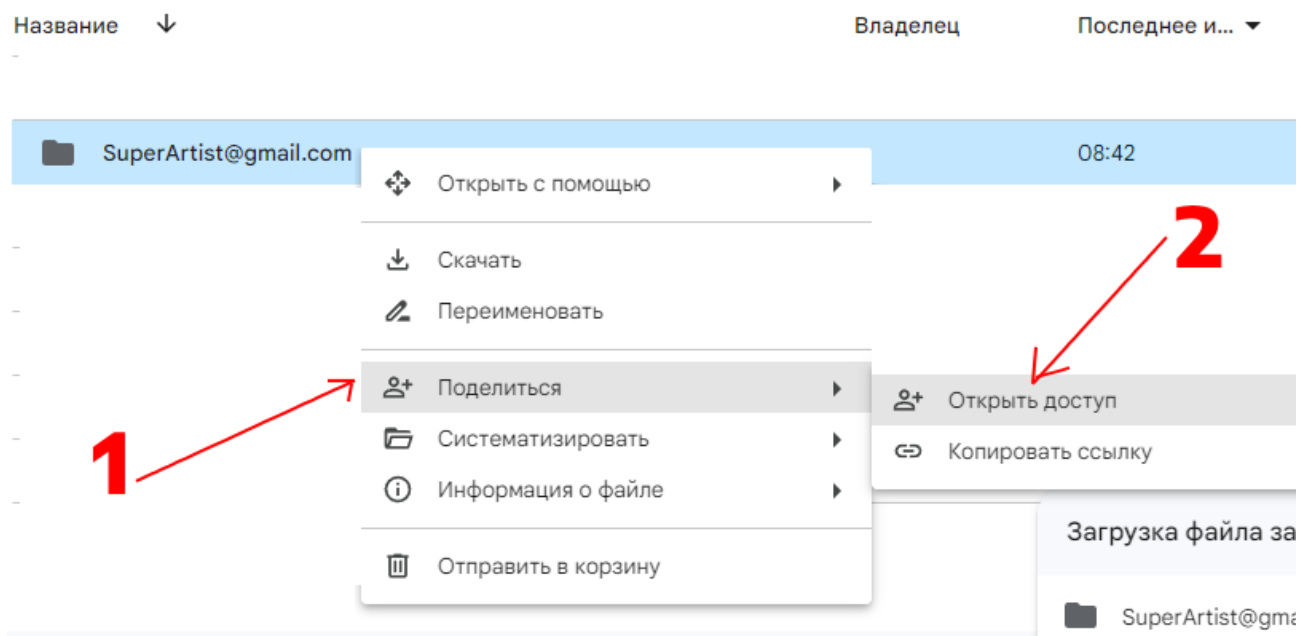 Название
Владелец
Последнее и...
SuperArtist@gmail.com
08:42
Открыть с помощью
2
Скачать
Переименовать
Поделиться
Открыть доступ
1
Систематизировать
Копировать ссылку
Информация о файле
Загрузка файла за
Отправить в корзину
SuperArtist@gma